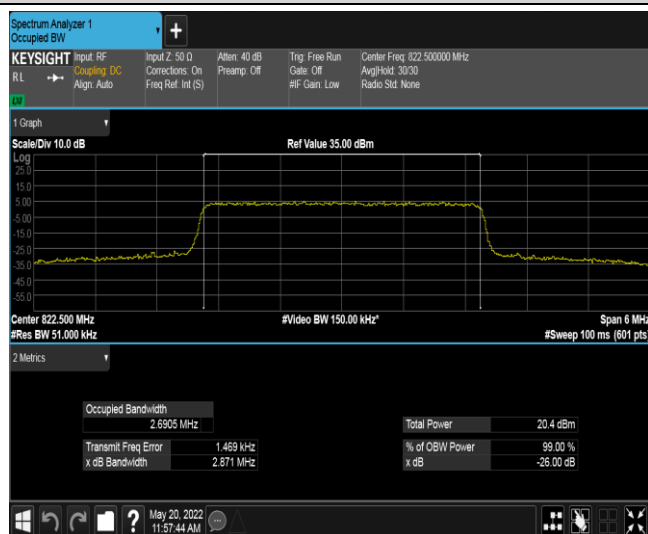 Spectrum Analyzer 1
Occupied BW
+
KEYSIGHT
RL
LXI
Input: RF
Coupling: DC
Align: Auto
Input Z: 50 Ω
Corrections: On
Freq Ref: Int (S)
Atten: 40 dB
Preamp: Off
Trig: Free Run
Gate: Off
#IF Gain: Low
Center Freq: 822.500000 MHz
Avg|Hold: 30/30
Radio Std: None
1 Graph
Scale/Div 10.0 dB
Ref Value 35.00 dBm
Log
25.0
15.0
5.00
-5.00
-15.0
-25.0
-35.0
-45.0
-55.0
Center 822.500 MHz
#Video BW 150.00 kHz*
Span 6 MHz
#Res BW 51.000 kHz
#Sweep 100 ms (601 pts)
2 Metrics
Occupied Bandwidth
2.6905 MHz
Total Power 20.4 dBm
Transmit Freq Error 1.469 kHz
% of OBW Power 99.00 %
x dB Bandwidth 2.871 MHz
x dB -26.00 dB
?
May 20, 2022
11:57:44 AM